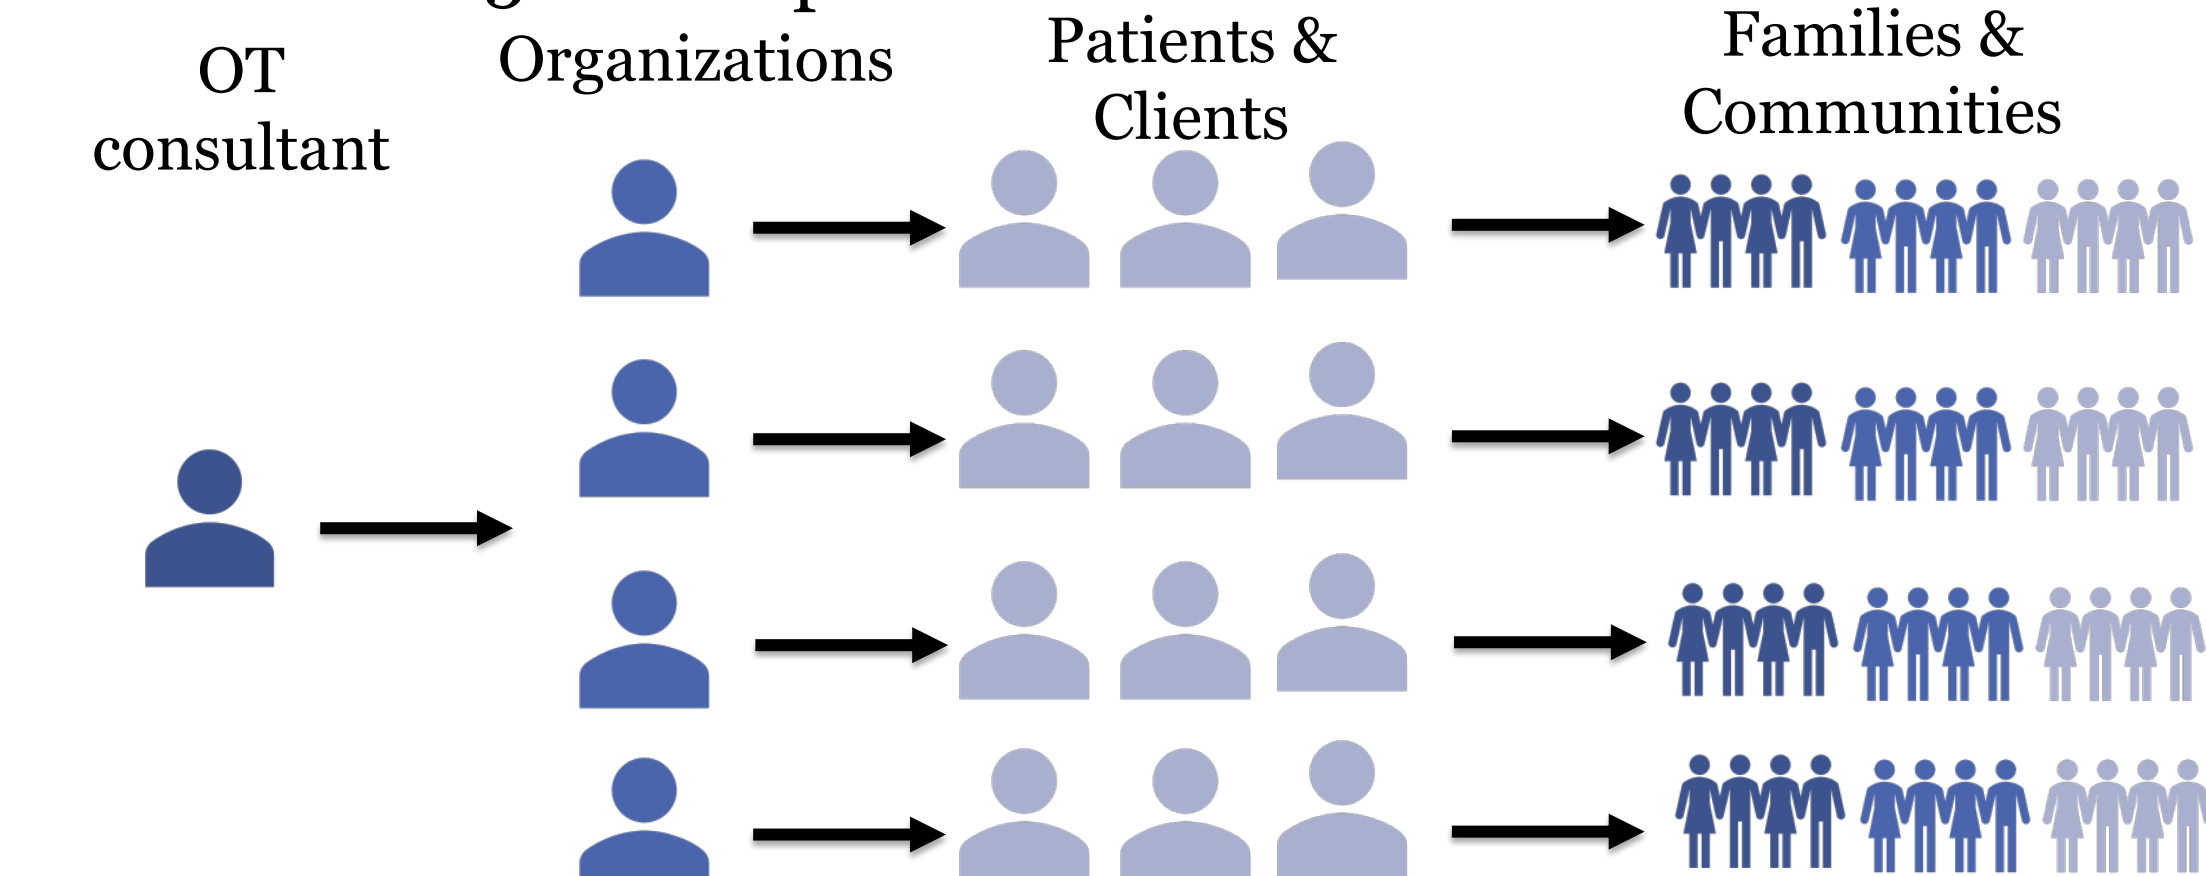 OT
consultant
Organizations
Patients &
Clients
Families &
Communities